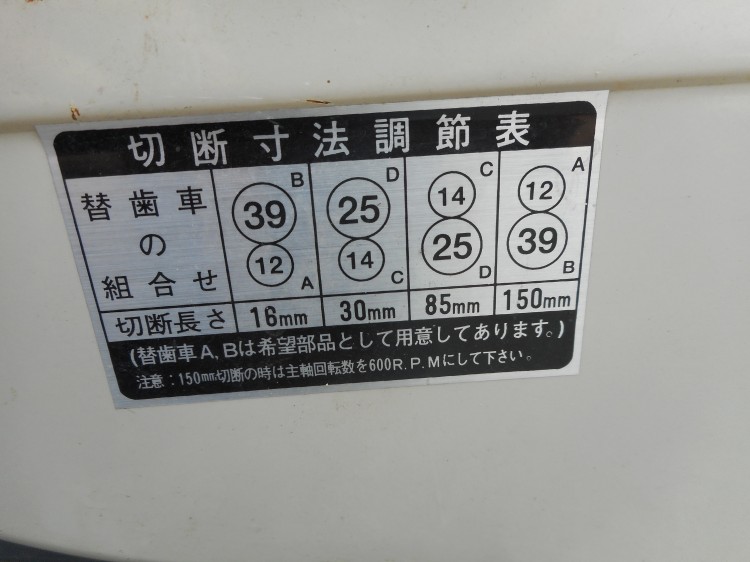 切断寸法調節表
替歯車の組合せ
39 B 12 A
25 D 14 C
14 C 25 D
12 A 39 B
切断長さ 16mm 30mm 85mm 150mm
(替歯車A,Bは希望部品として用意してあります。)
注意:150mm切断の時は主軸回転数を600R.P.Mにして下さい。